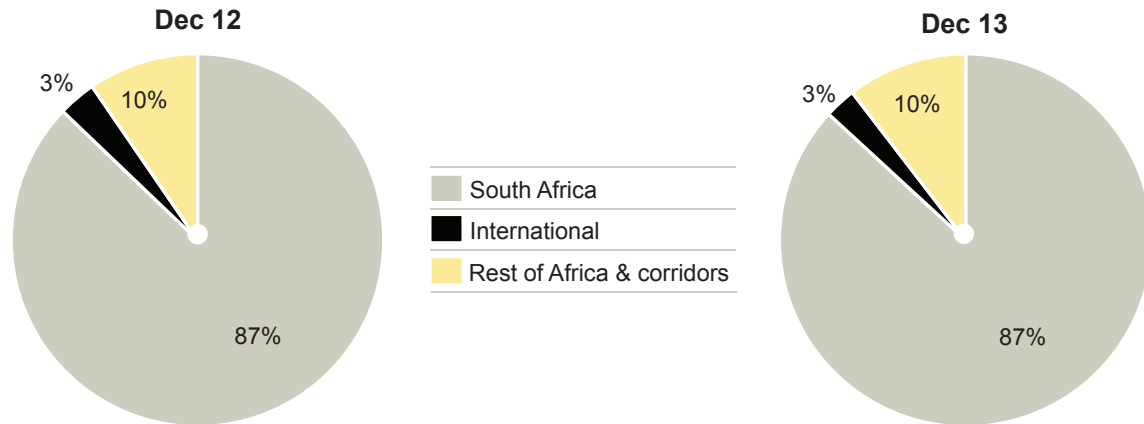 Dec 12
3%
10%
87%
South Africa
International
Rest of Africa & corridors
Dec 13
3%
10%
87%